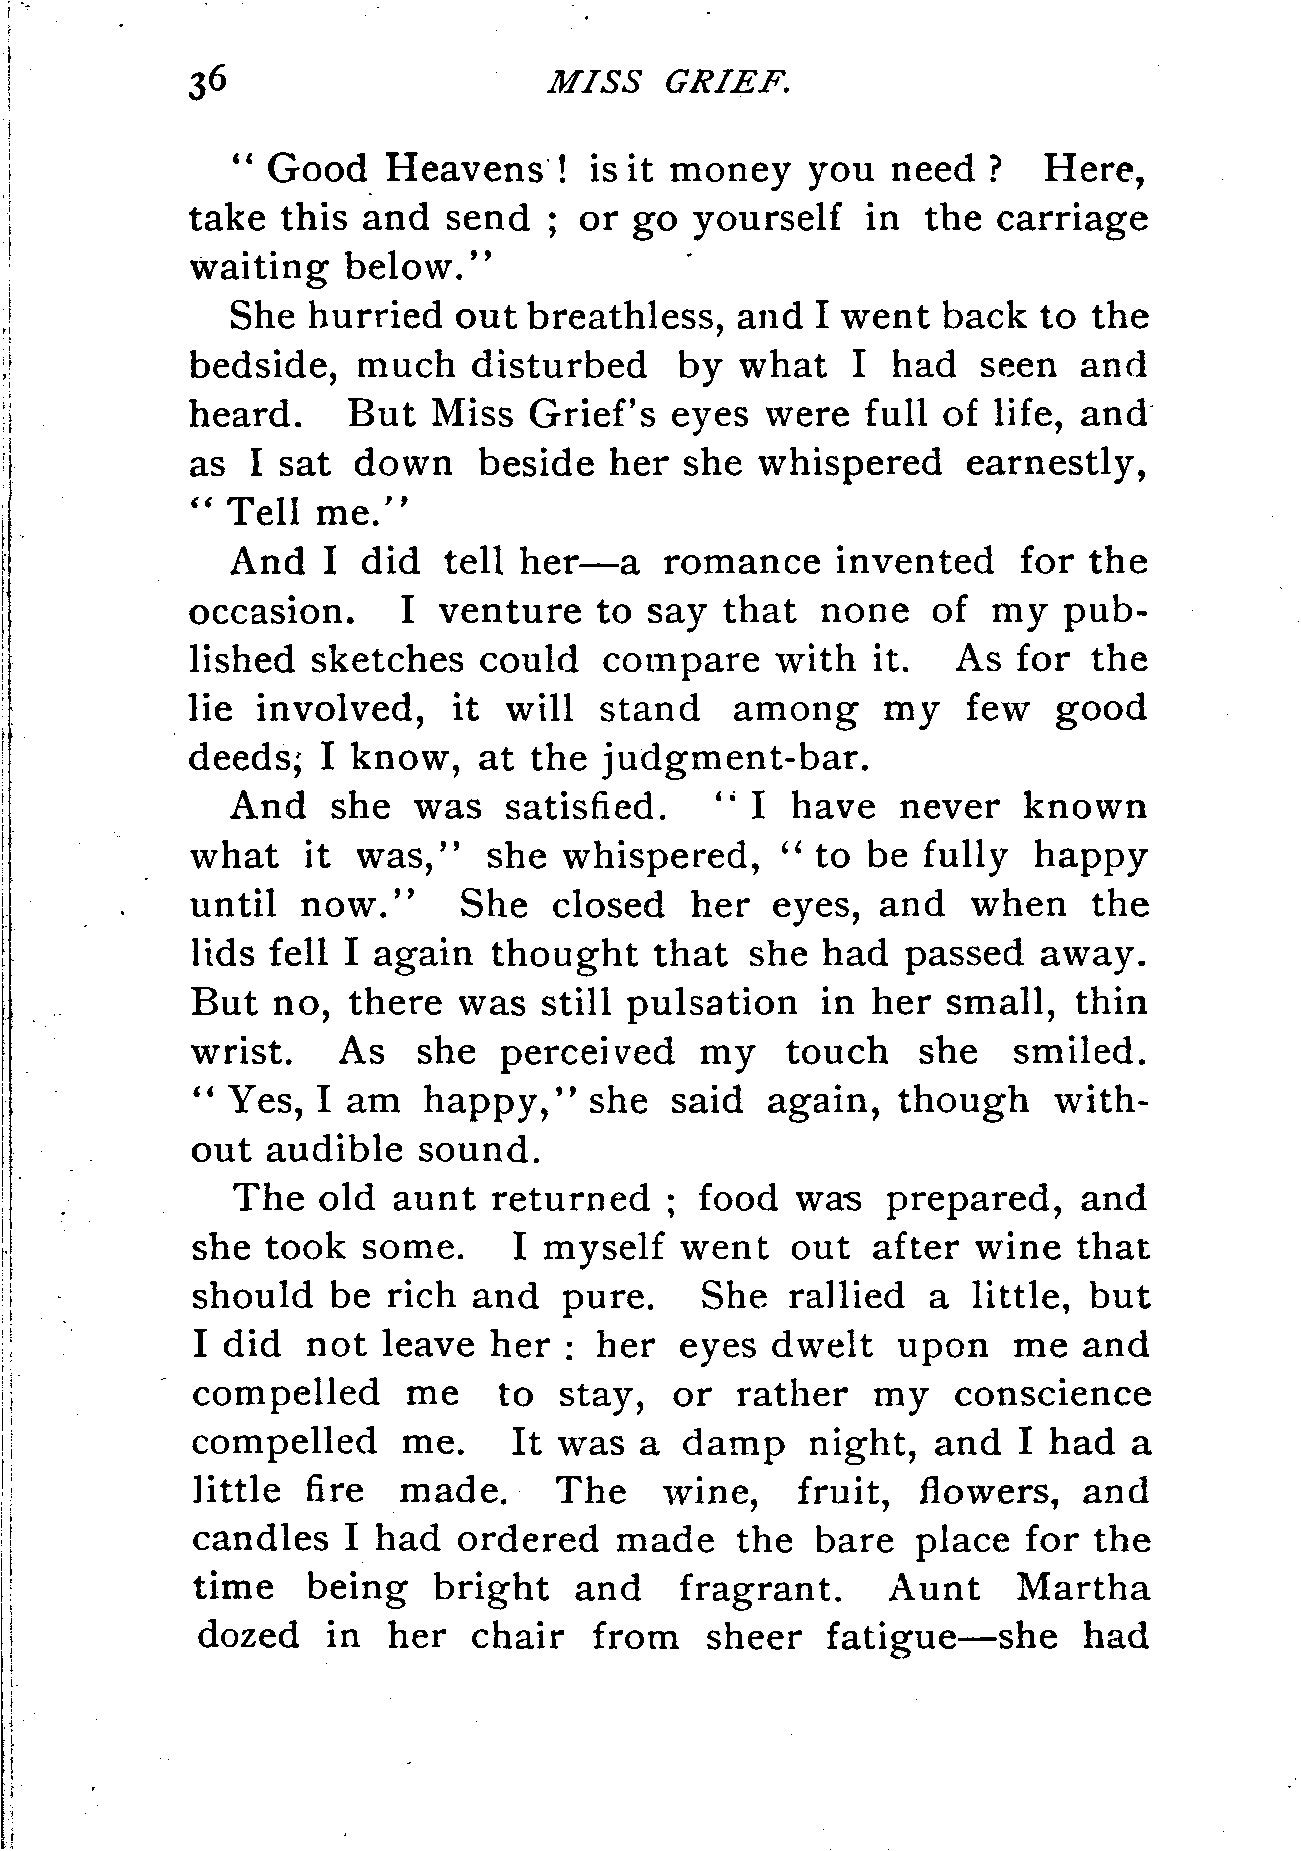 36 MISS GRIEF.
“ Good Heavens ! is it money you need ? Here,
take this and send ; or go yourself in the carriage
waiting below.”
She hurried out breathless, and I went back to the
bedside, much disturbed by what I had seen and
heard. But Miss Grief’s eyes were full of life, and
as I sat down beside her she whispered earnestly,
“ Tell me.”
And I did tell her—a romance invented for the
occasion. I venture to say that none of my pub-
lished sketches could compare with it. As for the
lie involved, it will stand among my few good
deeds, I know, at the judgment-bar.
And she was satisfied. “ I have never known
what it was,” she whispered, “ to be fully happy
until now.” She closed her eyes, and when the
lids fell I again thought that she had passed away.
But no, there was still pulsation in her small, thin
wrist. As she perceived my touch she smiled.
“ Yes, I am happy,” she said again, though with-
out audible sound.
The old aunt returned ; food was prepared, and
she took some. I myself went out after wine that
should be rich and pure. She rallied a little, but
I did not leave her : her eyes dwelt upon me and
compelled me to stay, or rather my conscience
compelled me. It was a damp night, and I had a
little fire made. The wine, fruit, flowers, and
candles I had ordered made the bare place for the
time being bright and fragrant. Aunt Martha
dozed in her chair from sheer fatigue—she had